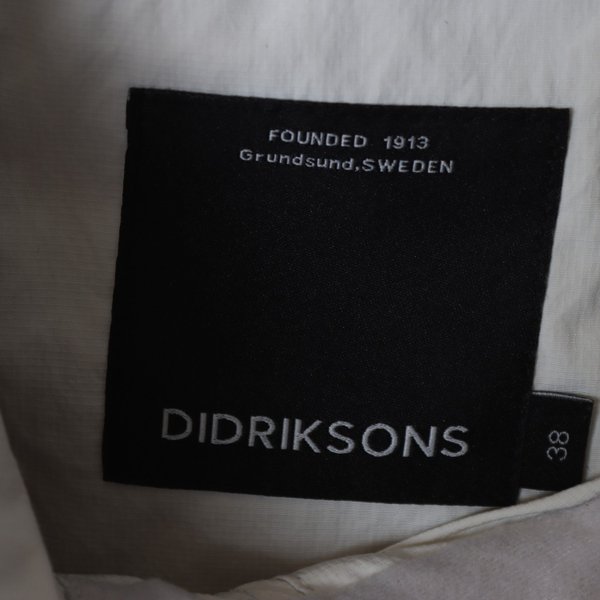 FOUNDED 1913
Grundsund,SWEDEN
DIDRIKSONS
38